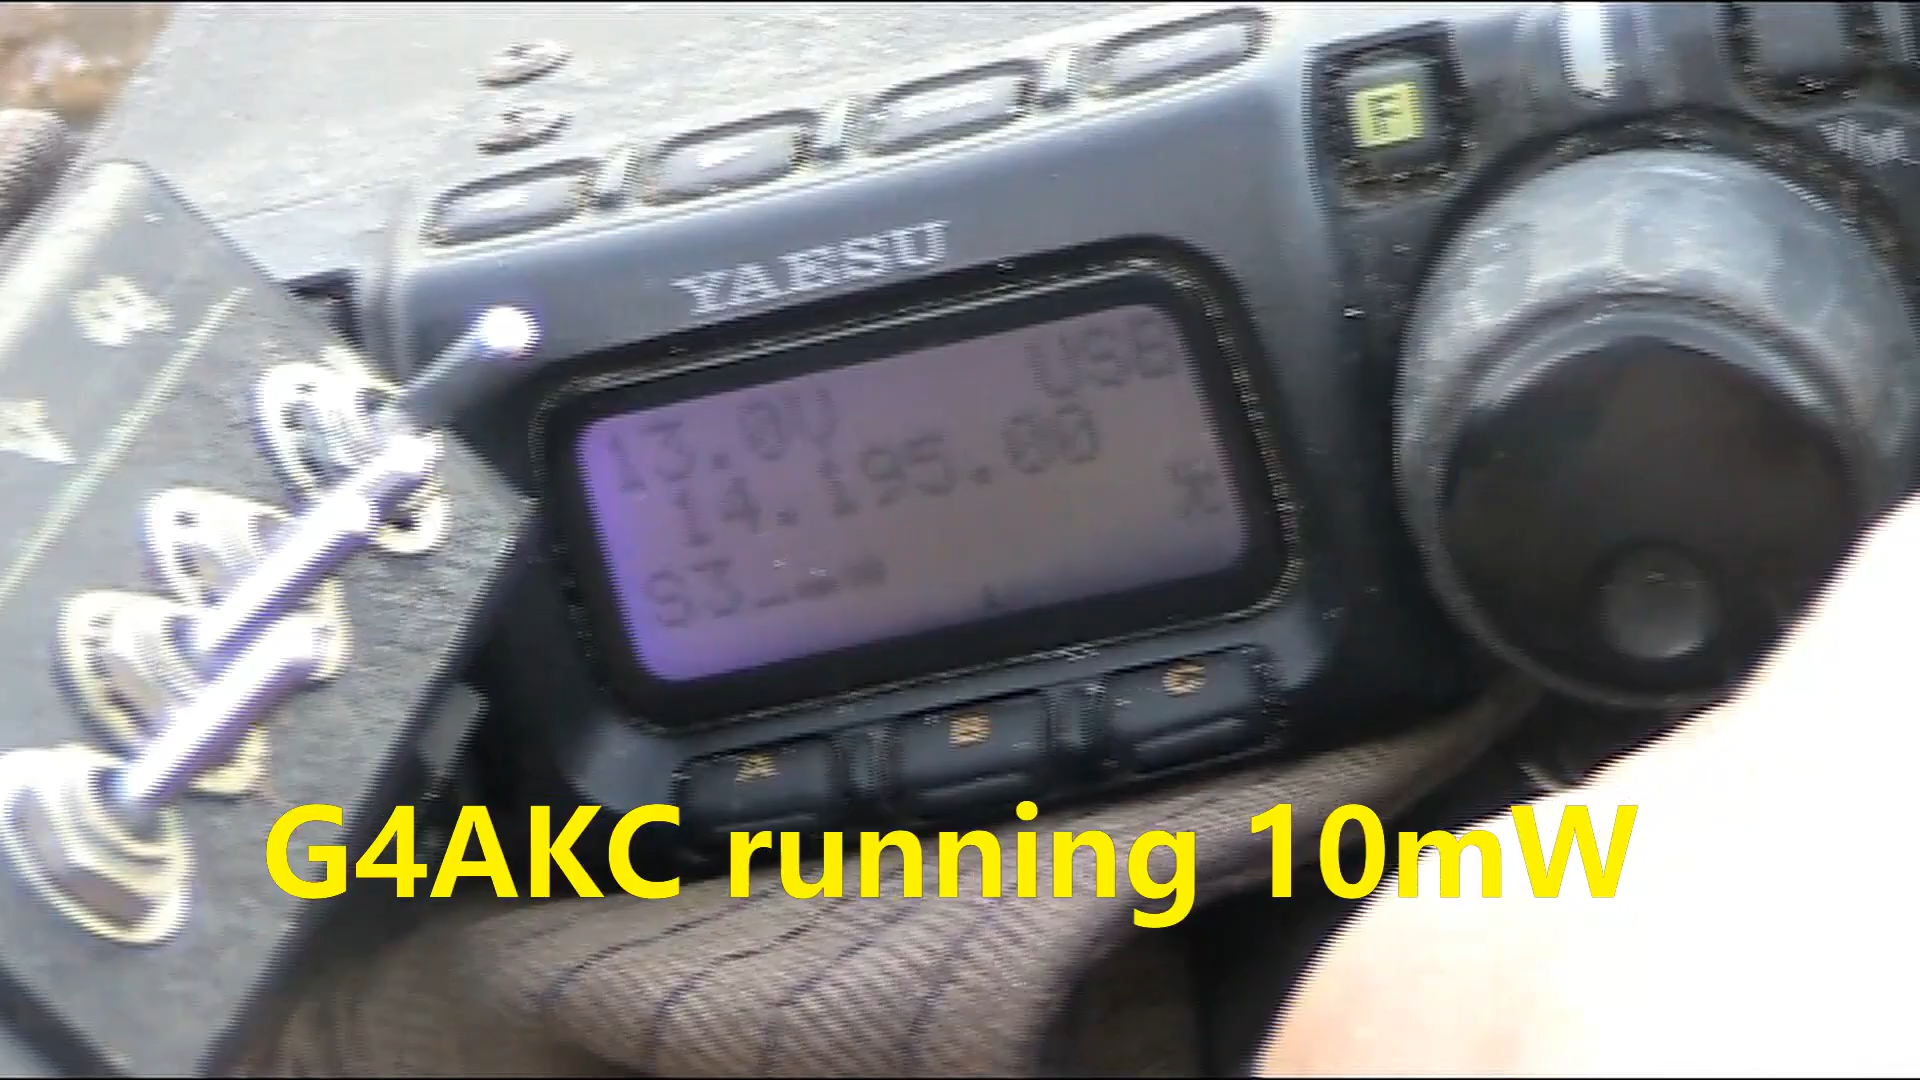 F
YAESU
13.0V USB
14.195.00
S3
A B C
G4AKC running 10mW